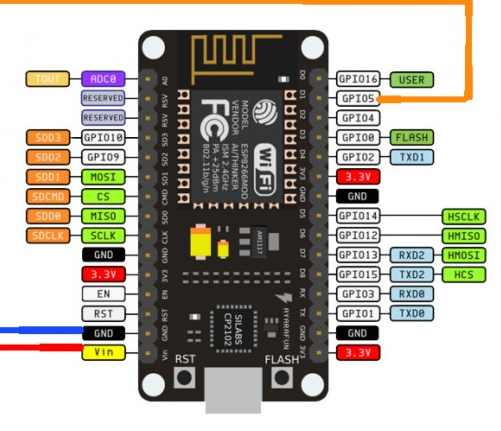 TOUT ADC0 A0 D0 GPIO16 USER
RESERVED RSV D1 GPIO5
RESERVED RSV D2 GPIO4
SDD3 GPIO10 SD3 D3 GPIO0 FLASH
SDD2 GPIO9 SD2 D4 GPIO2 TXD1
SDD1 MOSI SD1 3V3 3.3V
SDCMD CS CMD GND GND
SDD0 MISO SD0 D5 GPIO14 HSCLK
SDCLK SCLK CLK D6 GPIO12 HMISO
GND GND D7 GPIO13 RXD2 HMOSI
3.3V 3V3 D8 GPIO15 TXD2 HCS
EN EN RX GPIO3 RXD0
RST RST TX GPIO1 TXD0
GND GND GND GND
Vin Vin 3V3 3.3V
MODEL
VENDOR
ESP8266MOD
AI/THINKER
ISM 2.4GHz
PA +25dBm
802.11b/g/n
FC
Wi Fi
AM1117
SILABS
CP2102
AYARAFUN
RST
FLASH